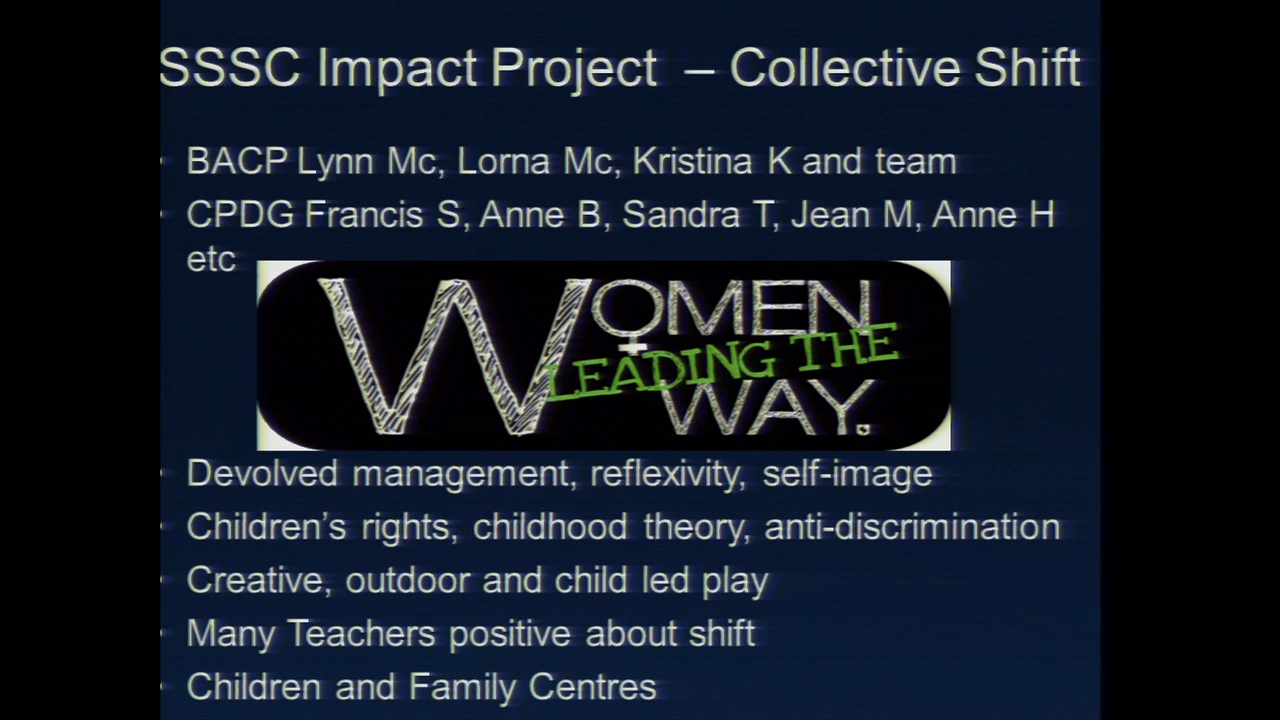 SSSC Impact Project – Collective Shift
BACP Lynn Mc, Lorna Mc, Kristina K and team
CPDG Francis S, Anne B, Sandra T, Jean M, Anne H
etc
WOMEN
LEADING THE
WAY.
Devolved management, reflexivity, self-image
Children’s rights, childhood theory, anti-discrimination
Creative, outdoor and child led play
Many Teachers positive about shift
Children and Family Centres